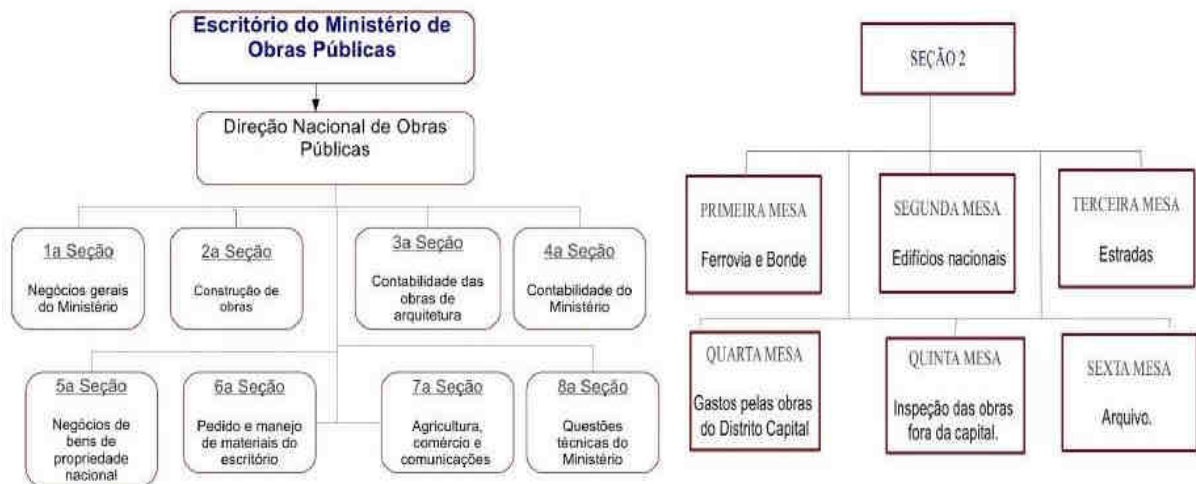 Escritório do Ministério de
Obras Públicas
Direção Nacional de Obras
Públicas
1a Seção
Negócios gerais
do Ministério
2a Seção
Construção de
obras
3a Seção
Contabilidade das
obras de
arquitetura
4a Seção
Contabilidade do
Ministério
5a Seção
Negócios de
bens de
propriedade
nacional
6a Seção
Pedido e manejo
de materiais do
escritório
7a Seção
Agricultura,
comércio e
comunicações
8a Seção
Questões
técnicas do
Ministério
SEÇÃO 2
PRIMEIRA MESA
Ferrovia e Bonde
SEGUNDA MESA
Edifícios nacionais
TERCEIRA MESA
Estradas
QUARTA MESA
Gastos pelas obras
do Distrito Capital
QUINTA MESA
Inspeção das obras
fora da capital.
SEXTA MESA
Arquivo.